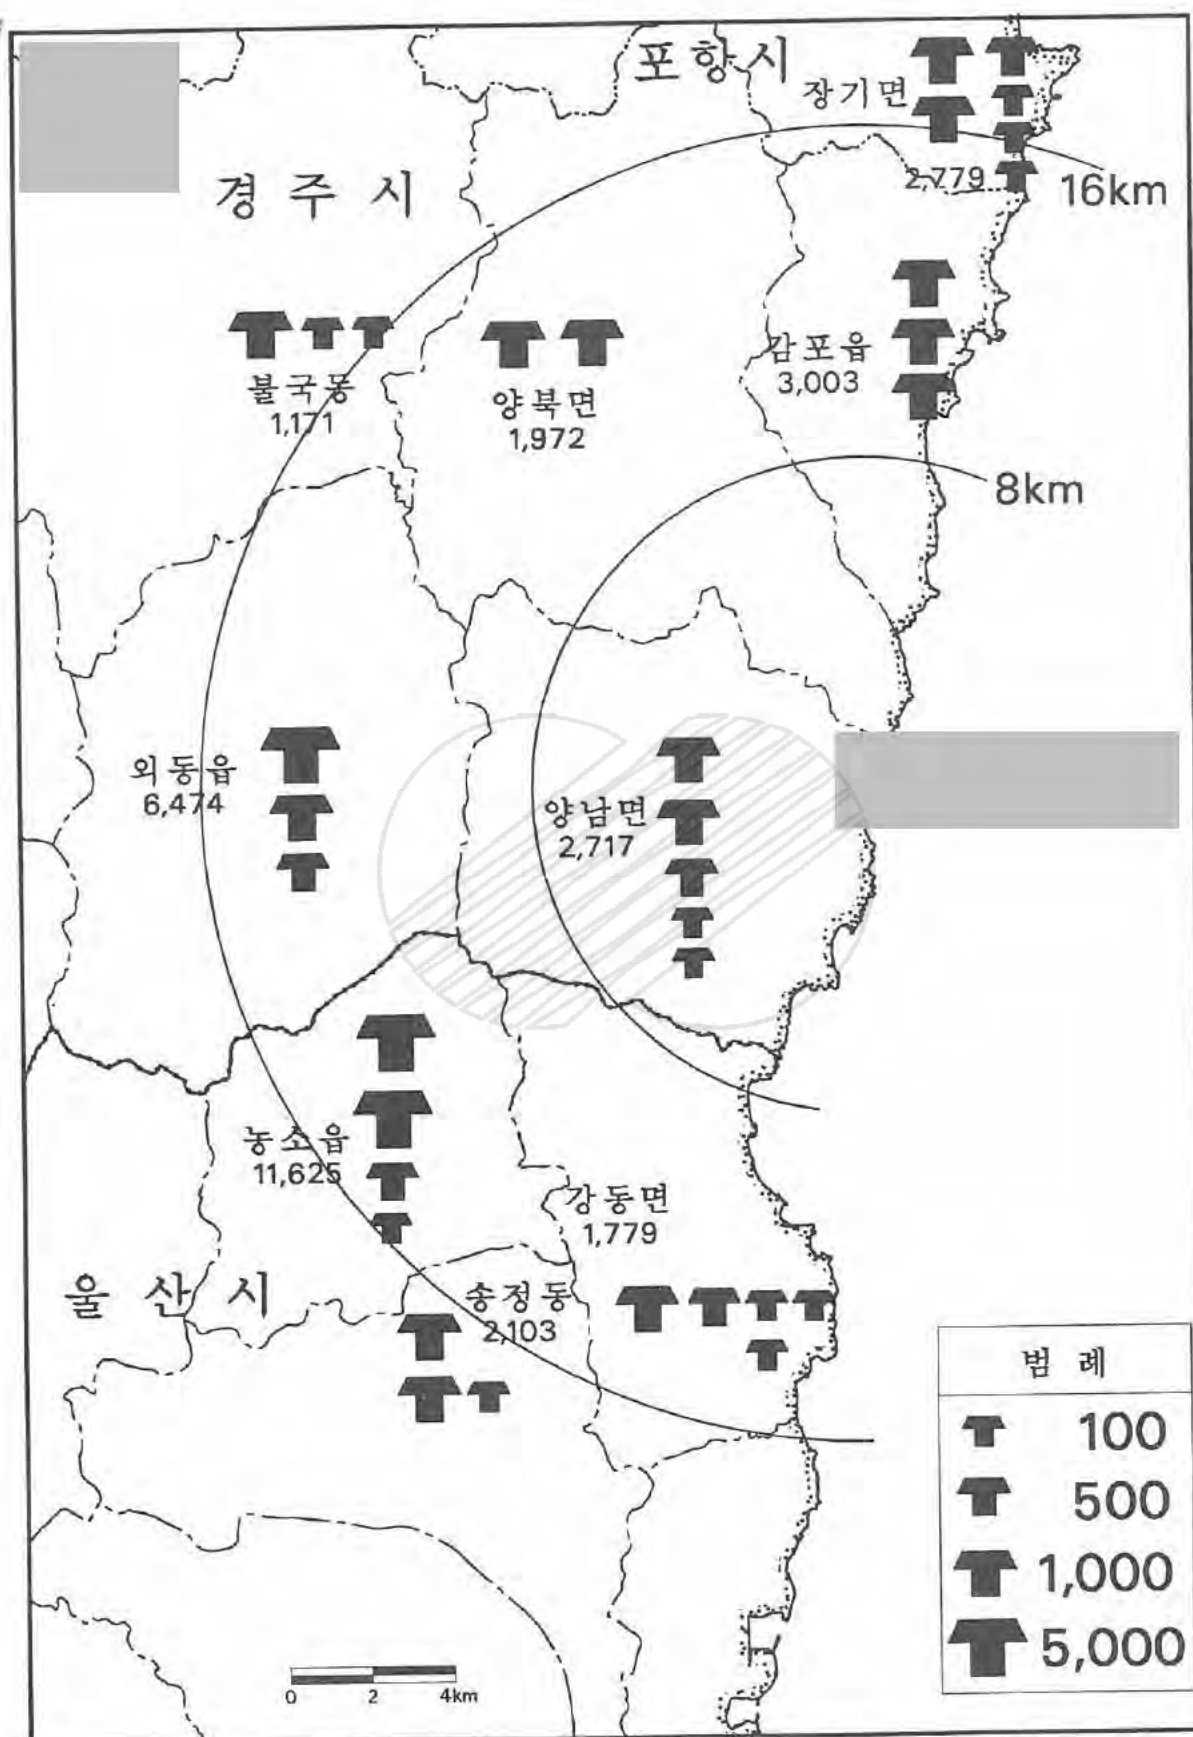 포항시
장기면
2,779
16km
경주시
불국동
1,171
양북면
1,972
감포읍
3,003
8km
외동읍
6,474
양남면
2,717
농소읍
11,625
강동면
1,779
울산시
송정동
2,103
범례
100
500
1,000
5,000
0 2 4km